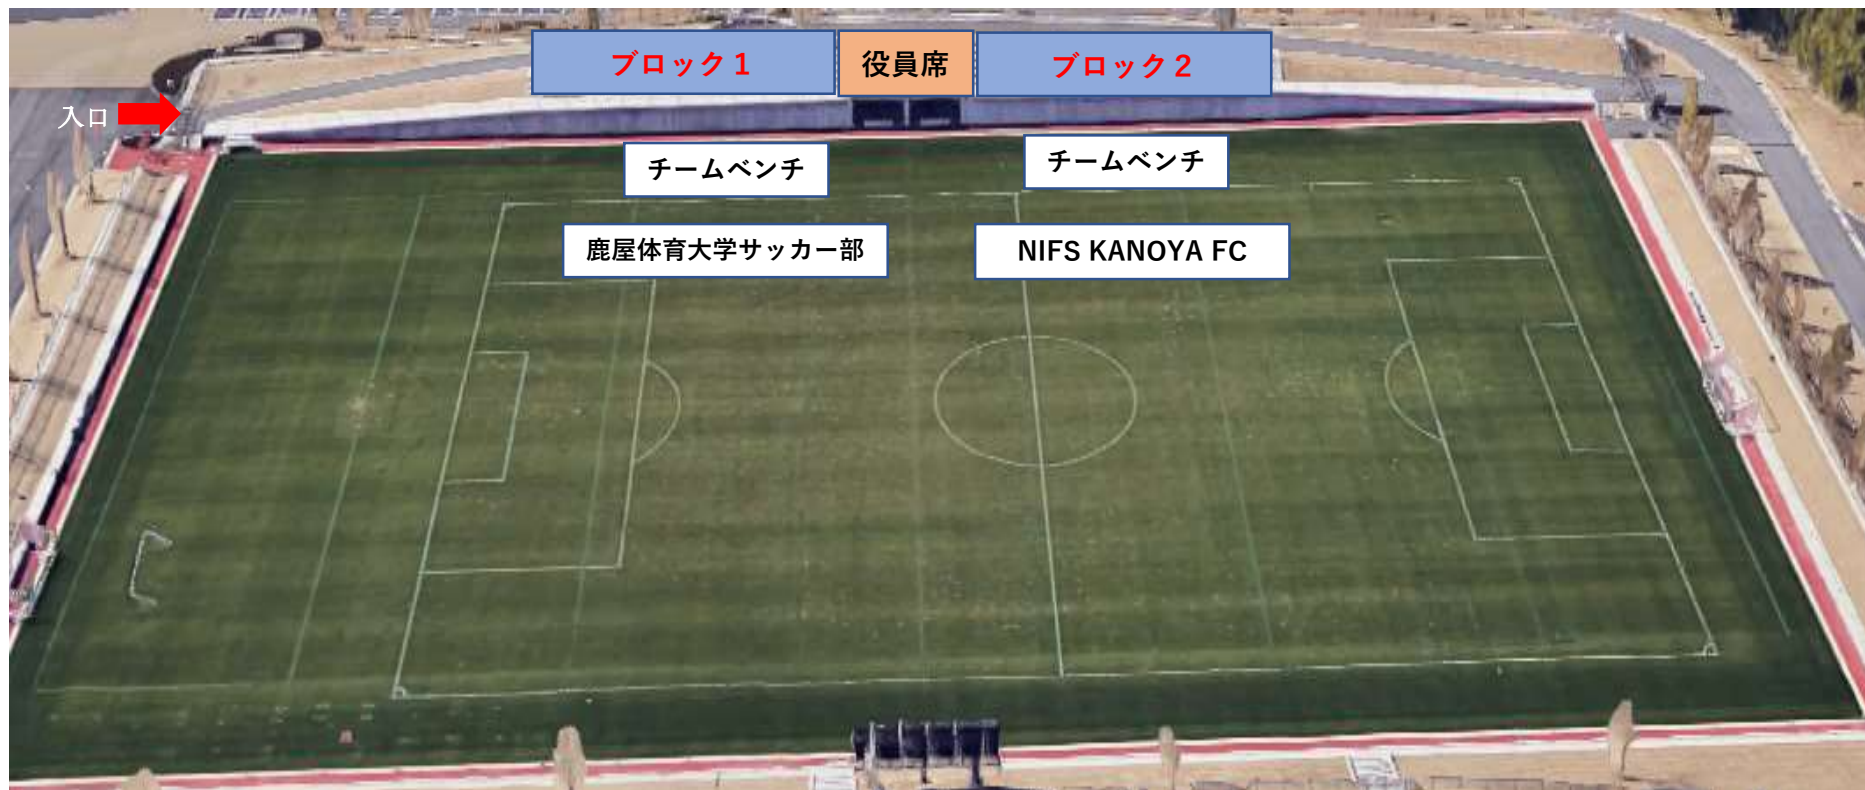 ブロック1
役員席
ブロック2
入口
チームベンチ
チームベンチ
鹿屋体育大学サッカー部
NIFS KANOYA FC